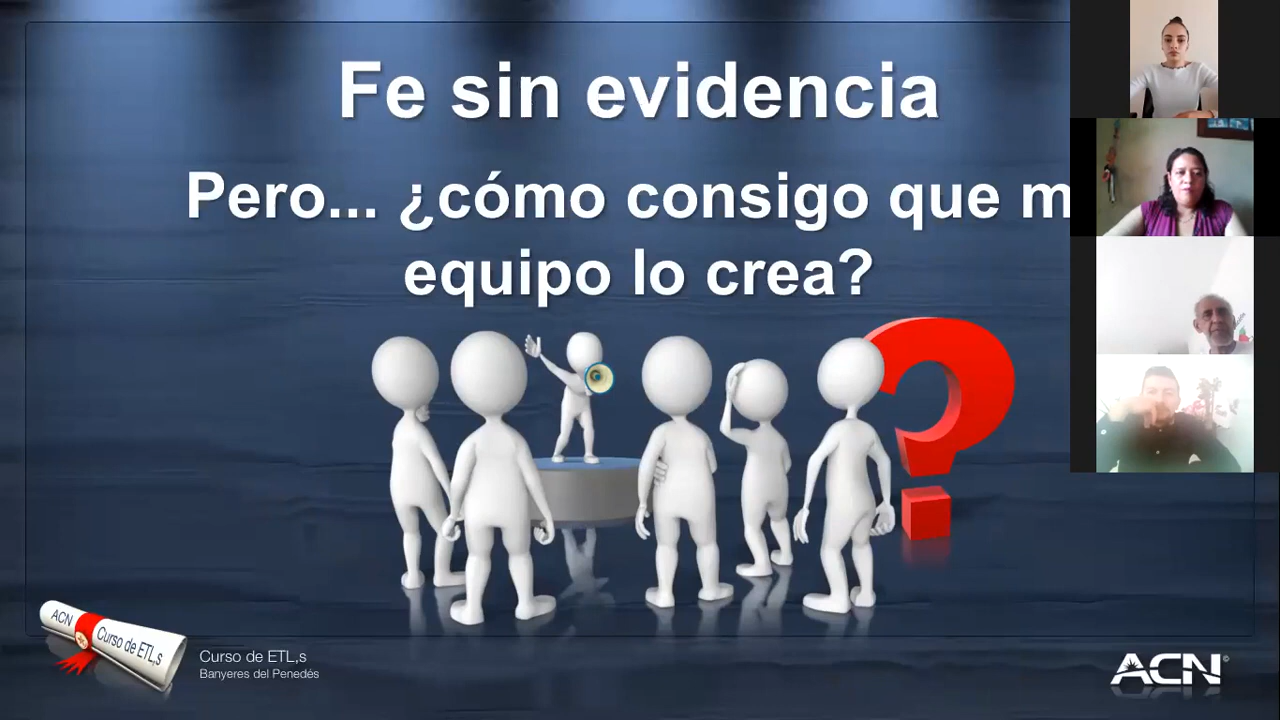 Fe sin evidencia
Pero... ¿cómo consigo que m
equipo lo crea?
ACN
Curso de ETL,s
Curso de ETL,s
Banyeres del Penedés
ACN